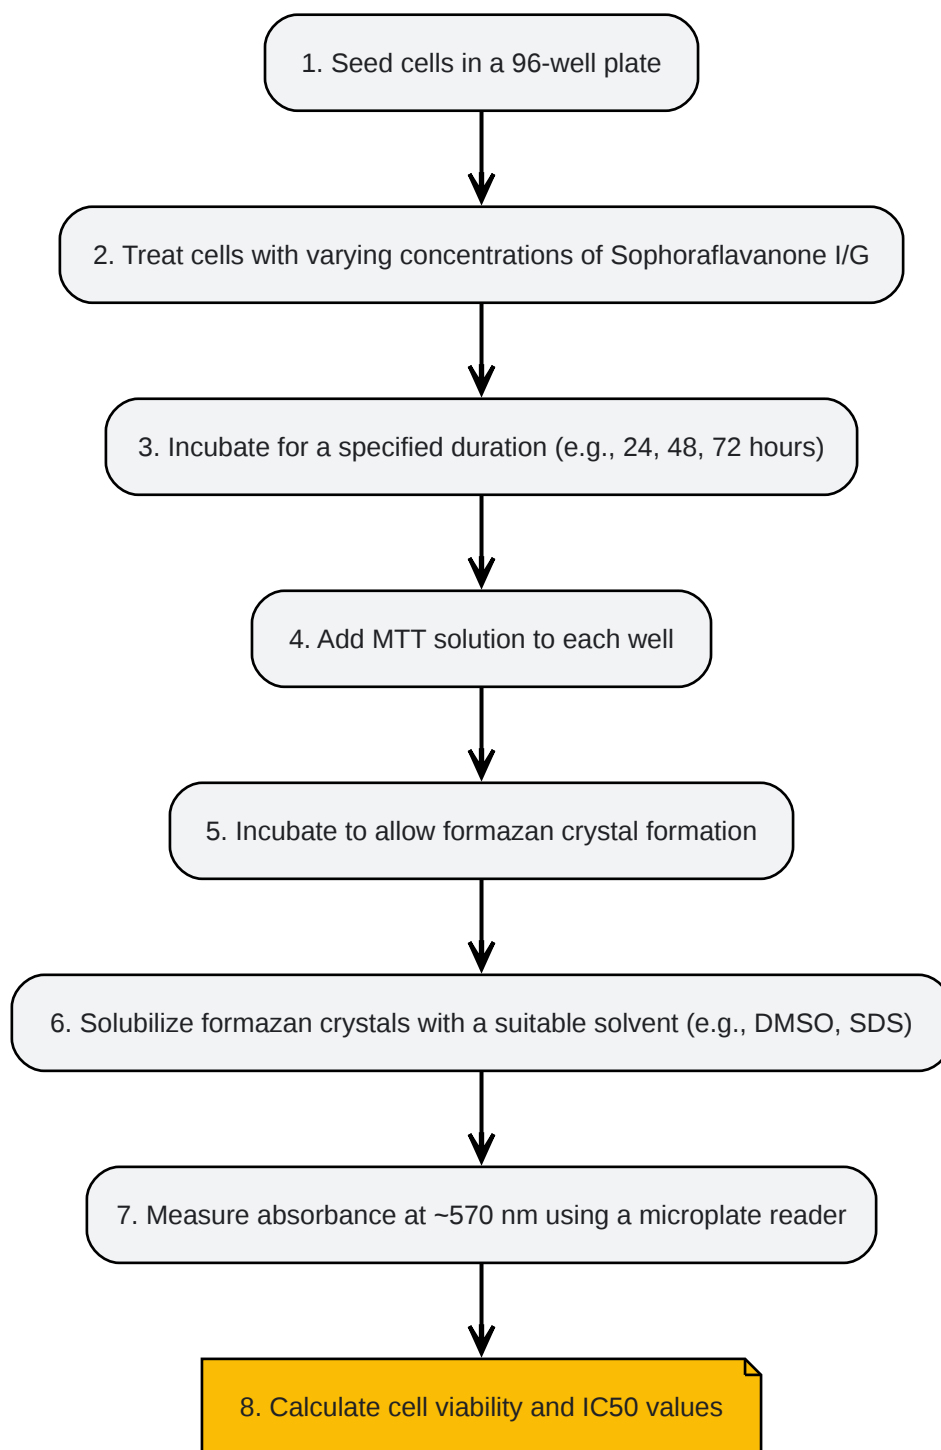 1. Seed cells in a 96-well plate
2. Treat cells with varying concentrations of Sophoraflavanone I/G
3. Incubate for a specified duration (e.g., 24, 48, 72 hours)
4. Add MTT solution to each well
5. Incubate to allow formazan crystal formation
6. Solubilize formazan crystals with a suitable solvent (e.g., DMSO, SDS)
7. Measure absorbance at ~570 nm using a microplate reader
8. Calculate cell viability and IC50 values